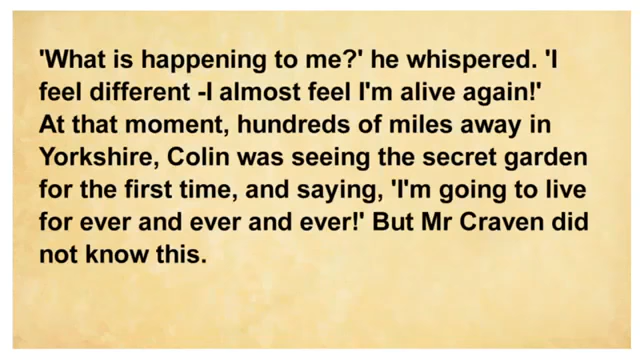 'What is happening to me?' he whispered. 'I
feel different -I almost feel I'm alive again!'
At that moment, hundreds of miles away in
Yorkshire, Colin was seeing the secret garden
for the first time, and saying, 'I'm going to live
for ever and ever and ever!' But Mr Craven did
not know this.